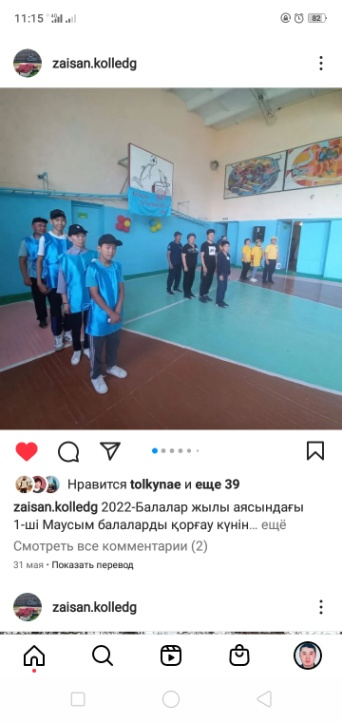 11:15
82
zaisan.kolledg
Нравится tolkynae и еще 39
zaisan.kolledg 2022-Балалар жылы аясындағы
1-ші Маусым балаларды қорғау күнін... ещё
Смотреть все комментарии (2)
31 мая • Показать перевод
zaisan.kolledg